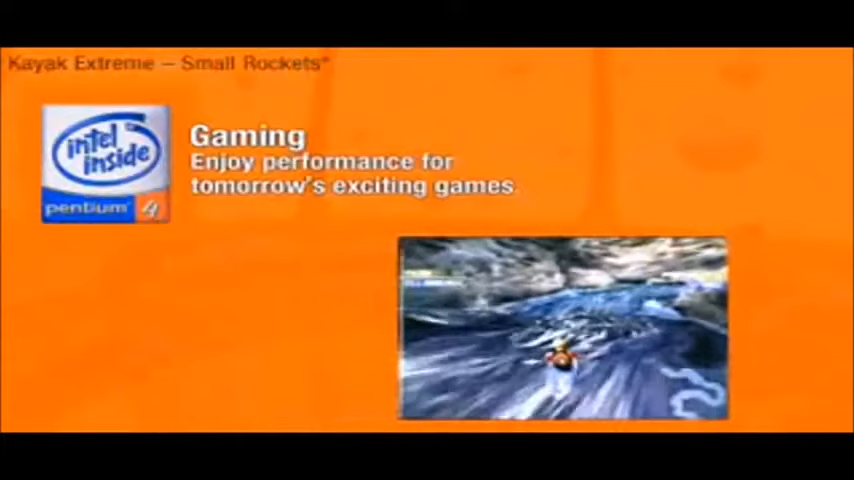 Kayak Extreme – Small Rockets*
intel
inside
pentium® 4
Gaming
Enjoy performance for
tomorrow's exciting games.